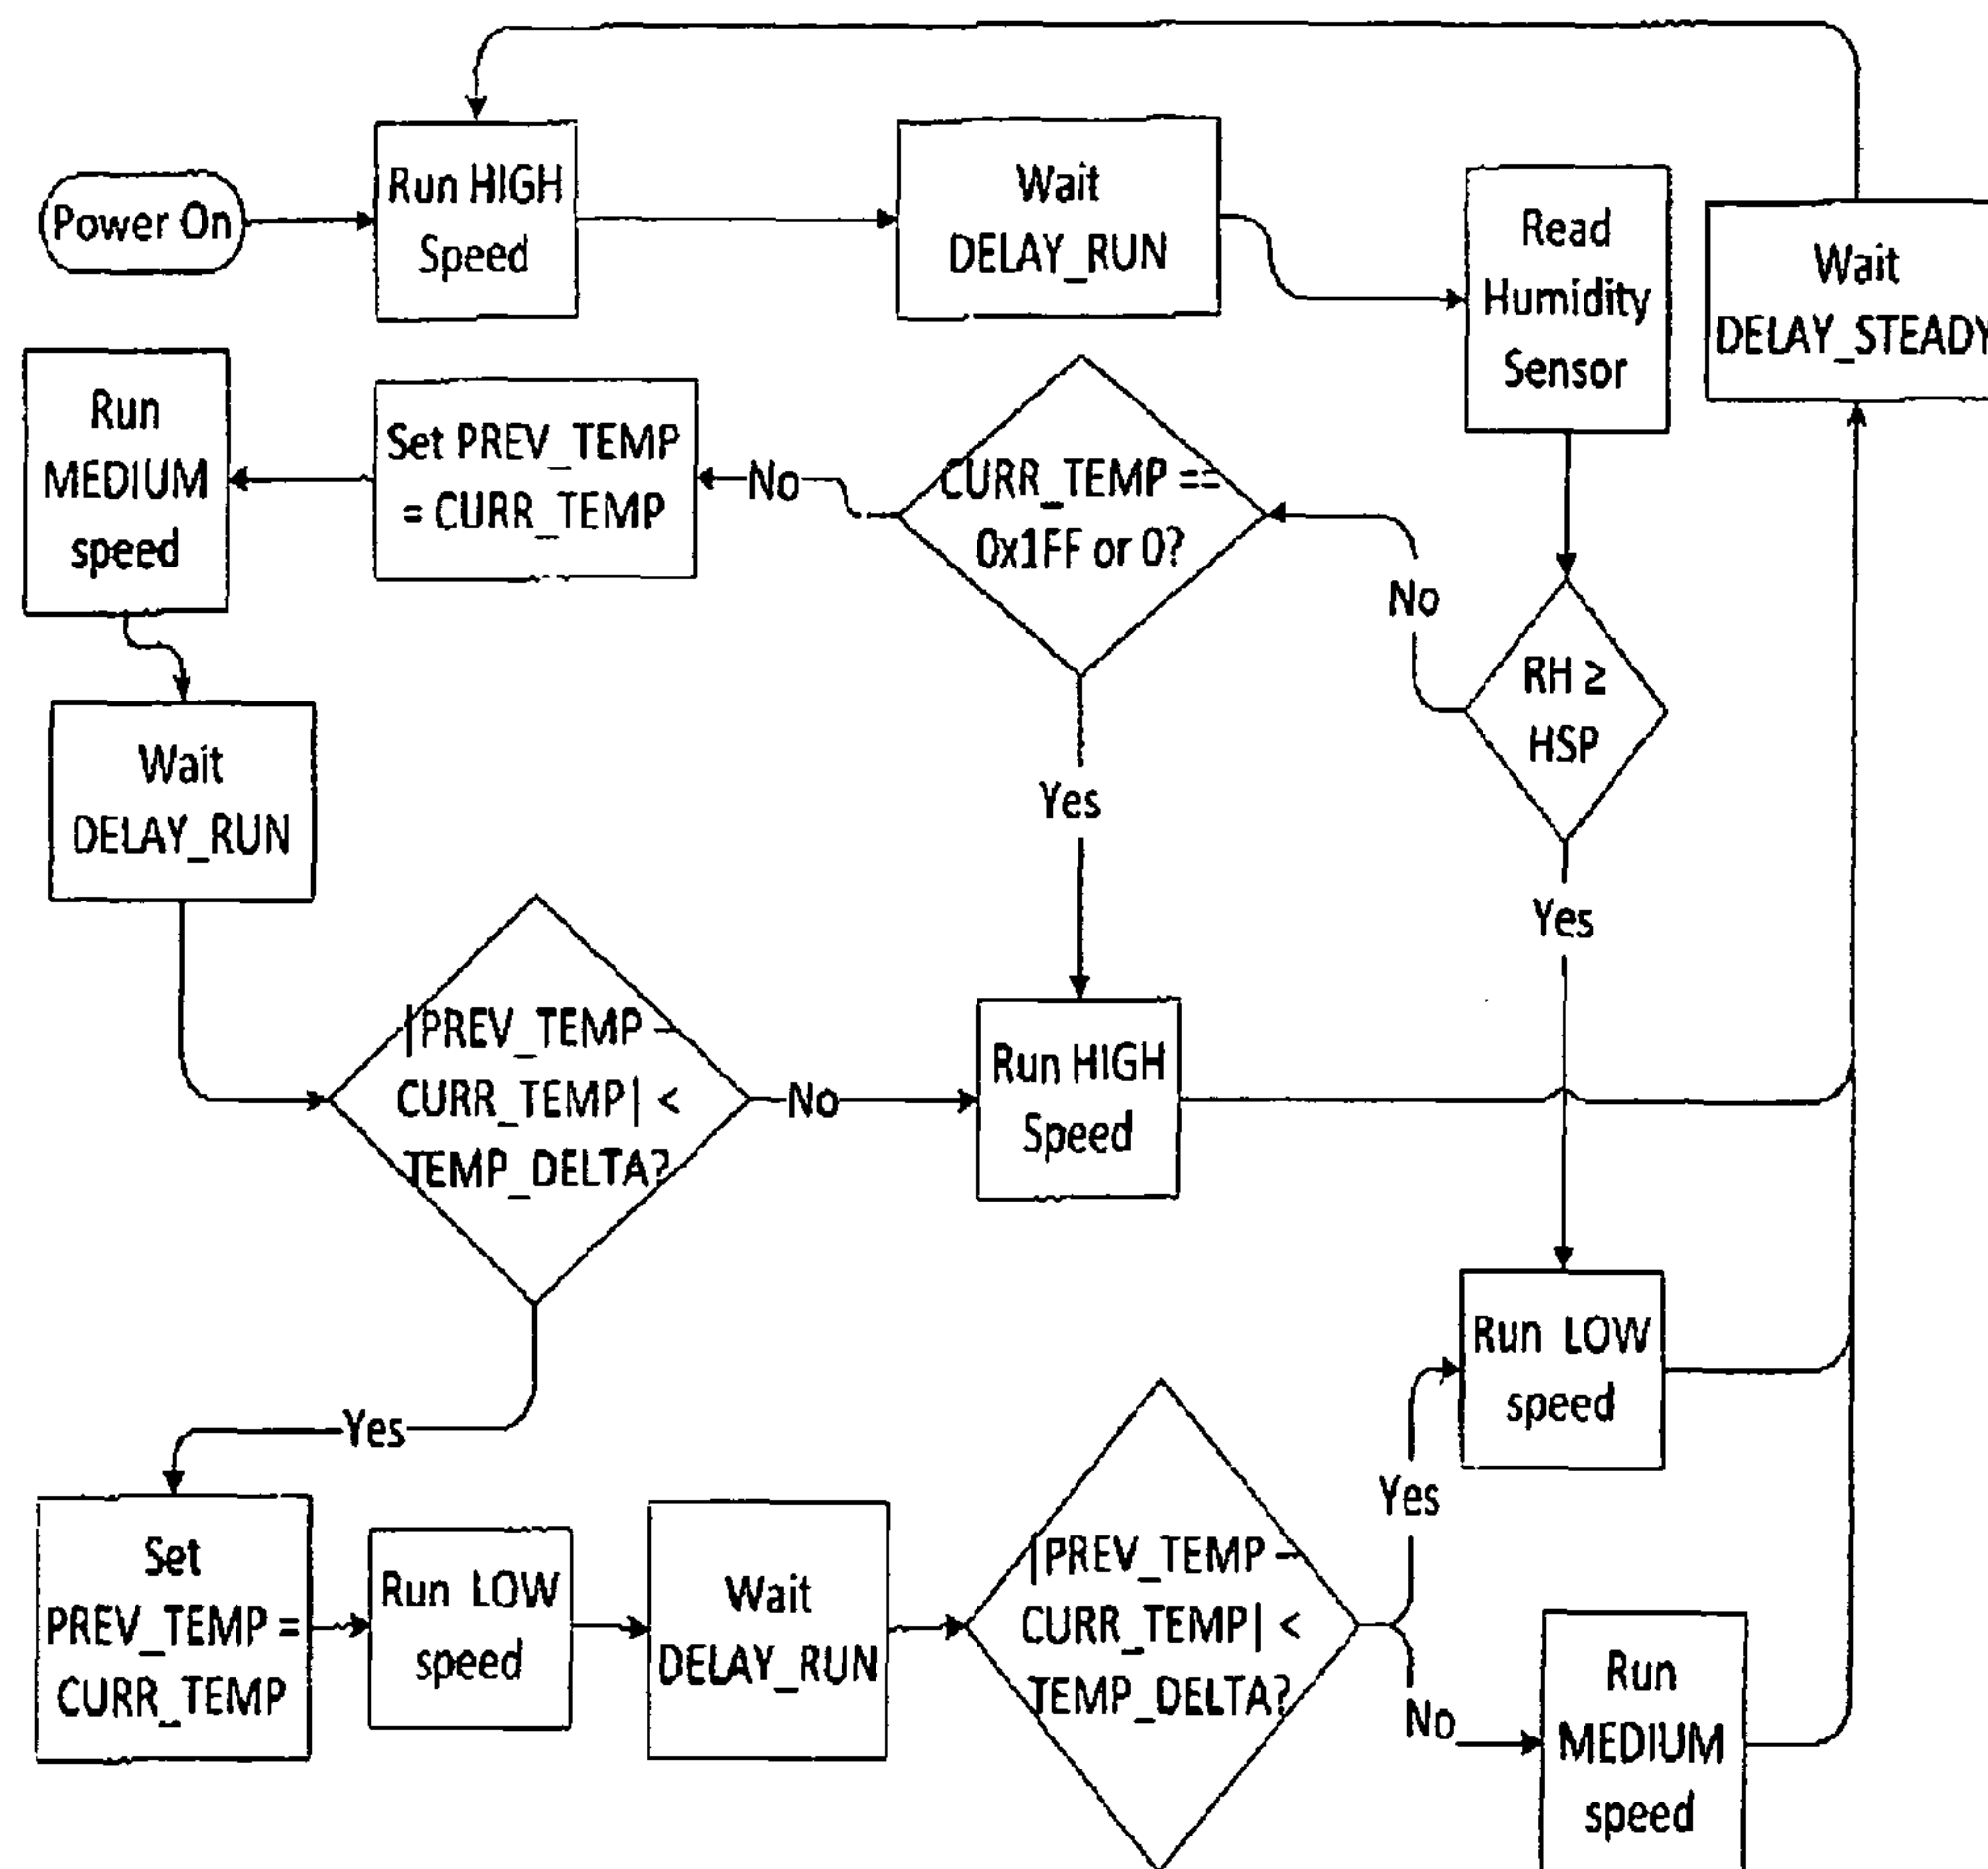 Power On
Run HIGH
Speed
Wait
DELAY_RUN
Read
Humidity
Sensor
Wait
DELAY_STEADY
Run
MEDIUM
speed
Set PREV_TEMP
= CURR_TEMP
No
CURR_TEMP ==
0x1FF or 0?
No
RH ≥
HSP
Wait
DELAY_RUN
Yes
Yes
|PREV_TEMP –
CURR_TEMP| <
TEMP_DELTA?
No
Run HIGH
Speed
Run LOW
speed
Yes
Yes
Set
PREV_TEMP =
CURR_TEMP
Run LOW
speed
Wait
DELAY_RUN
|PREV_TEMP –
CURR_TEMP| <
TEMP_DELTA?
No
Run
MEDIUM
speed